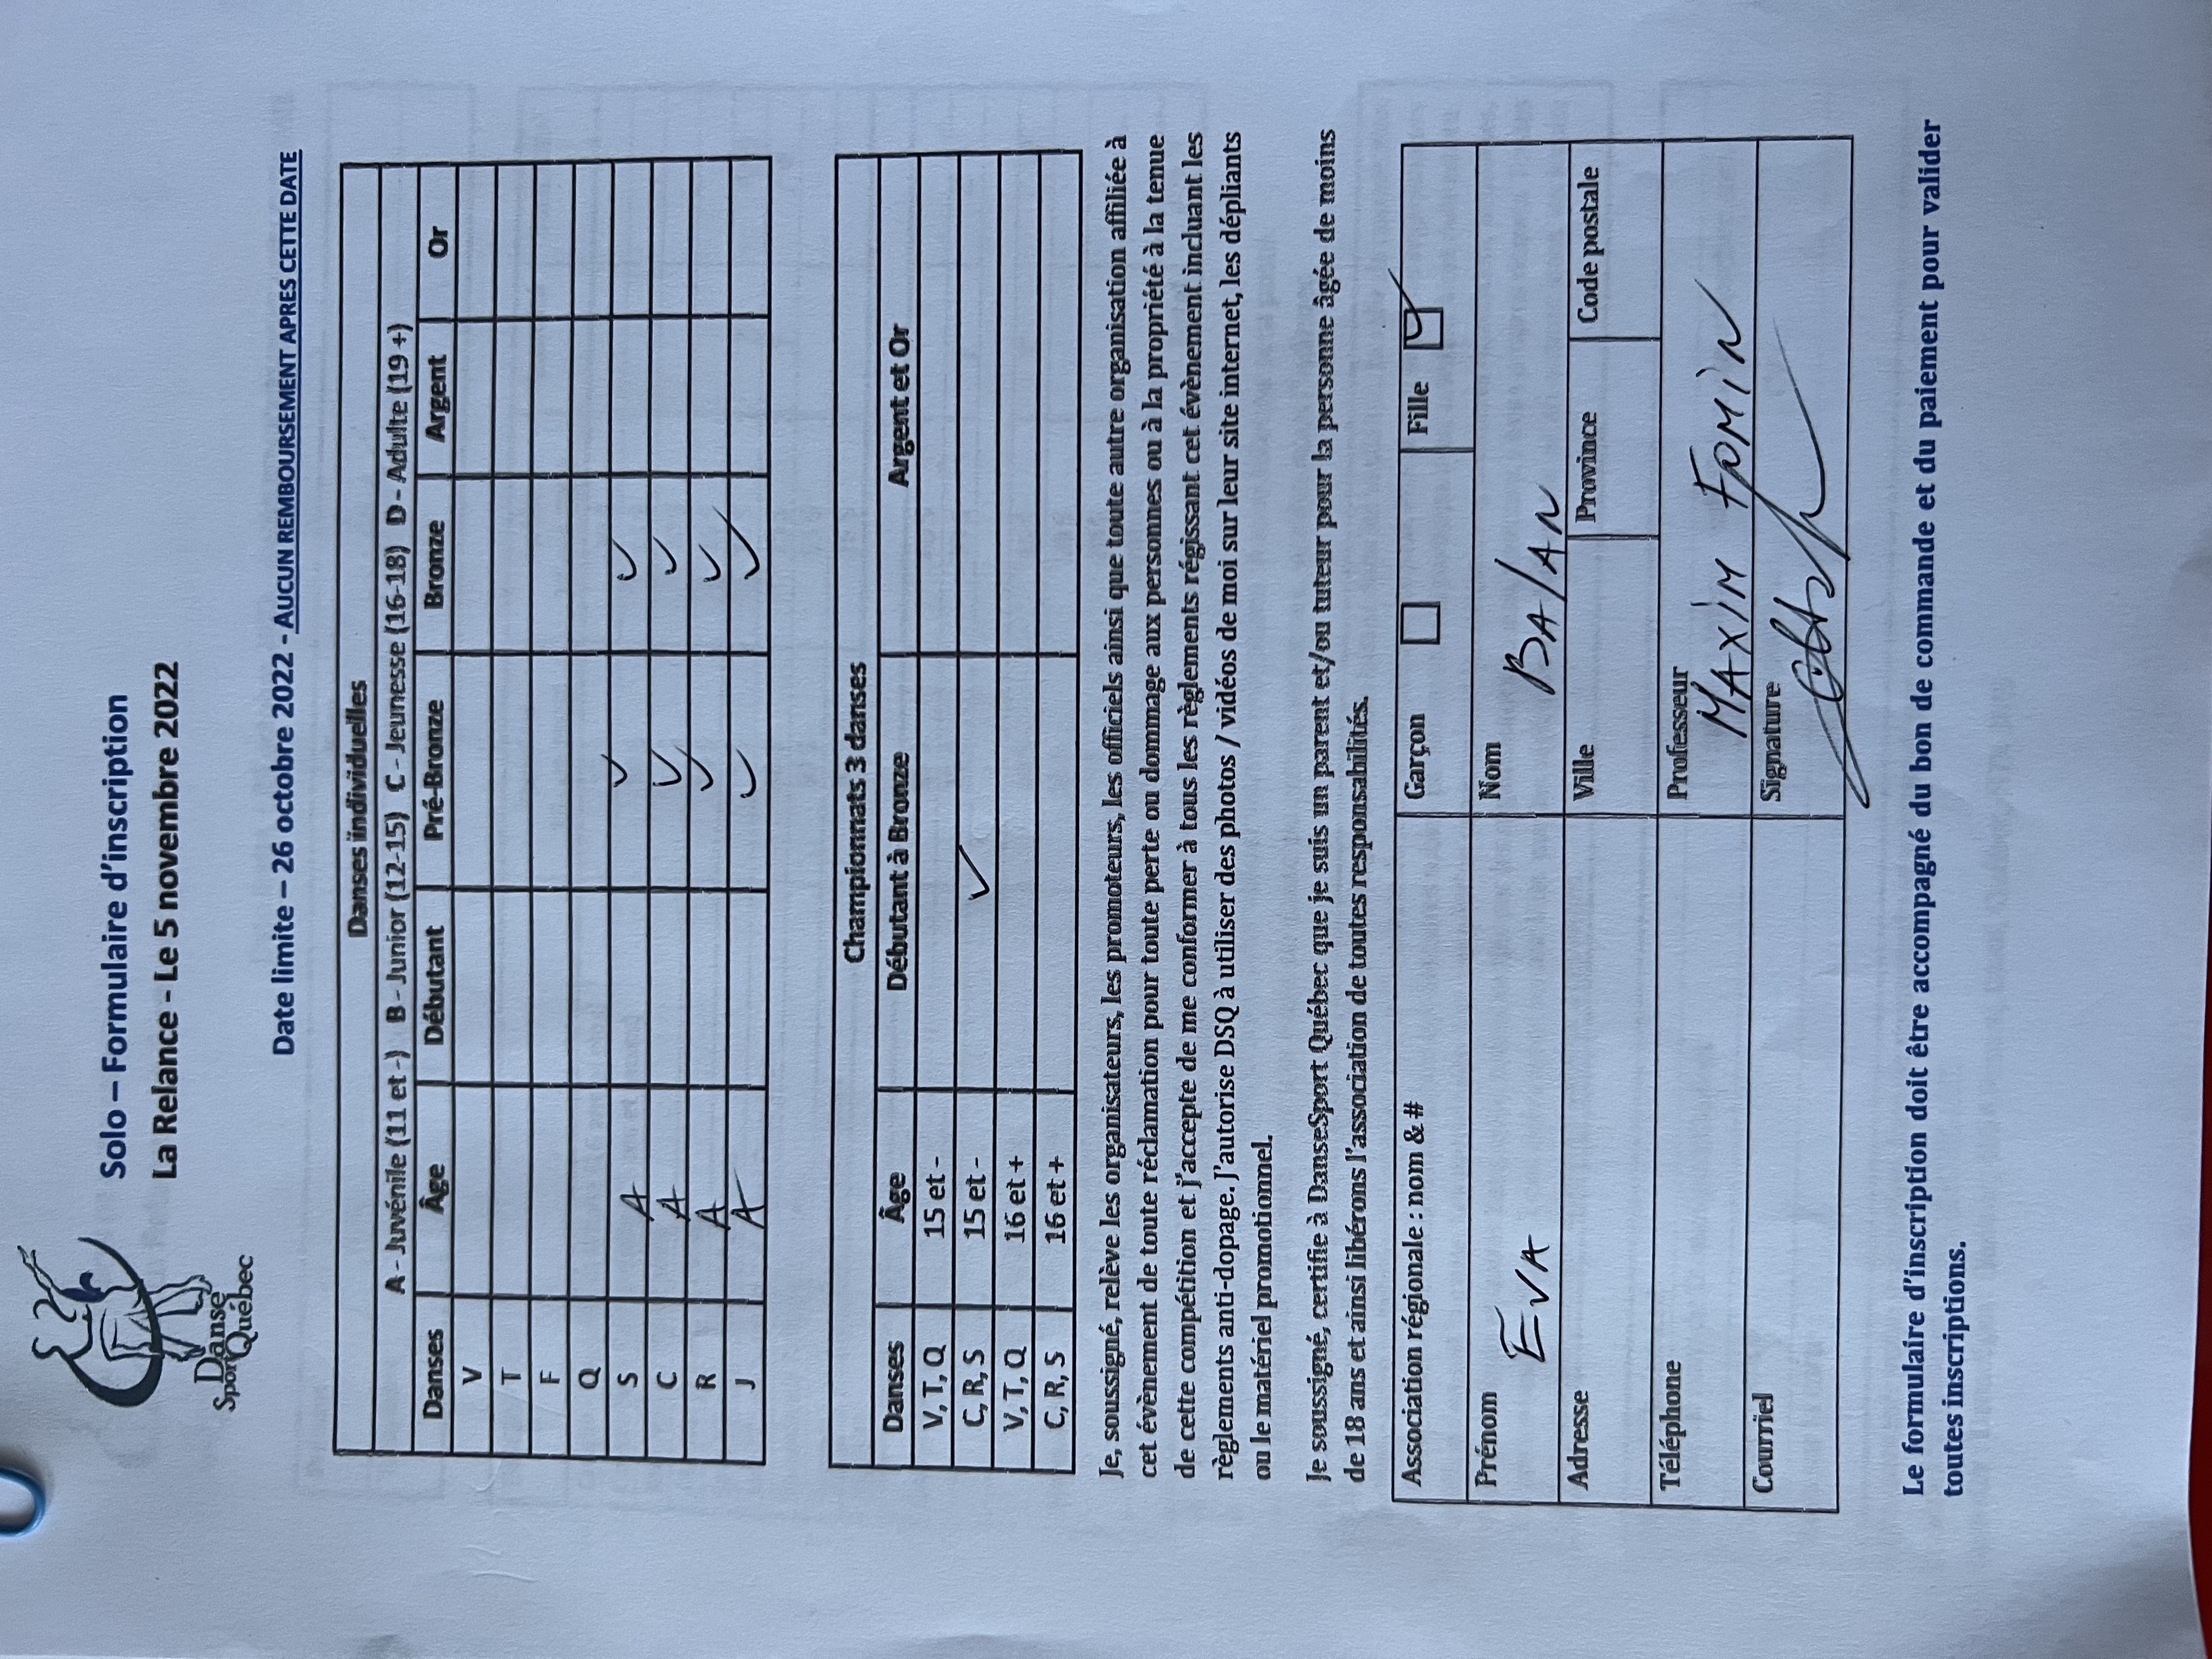 Danse
Sport Québec
Solo – Formulaire d'inscription
La Relance - Le 5 novembre 2022
Date limite – 26 octobre 2022 - AUCUN REMBOURSEMENT APRES CETTE DATE
Danses individuelles
A - Juvénile (11 et -) B - Junior (12-15) C - Jeunesse (16-18) D - Adulte (19 +)
Danses Âge Débutant Pré-Bronze Bronze Argent Or
V
T
F
Q
S A ✓ ✓
C A ✓ ✓
R A ✓ ✓
J A ✓ ✓
Championnats 3 danses
Danses Âge Débutant à Bronze Argent et Or
V, T, Q 15 et -
C, R, S 15 et - ✓
V, T, Q 16 et +
C, R, S 16 et +
Je, soussigné, relève les organisateurs, les promoteurs, les officiels ainsi que toute autre organisation affiliée à
cet évènement de toute réclamation pour toute perte ou dommage aux personnes ou à la propriété à la tenue
de cette compétition et j'accepte de me conformer à tous les règlements régissant cet évènement incluant les
règlements anti-dopage. J'autorise DSQ à utiliser des photos / vidéos de moi sur leur site internet, les dépliants
ou le matériel promotionnel.
Je soussigné, certifie à DanseSport Québec que je suis un parent et/ou tuteur pour la personne âgée de moins
de 18 ans et ainsi libérons l'association de toutes responsabilités.
Association régionale : nom & # Garçon ☐ Fille ☑
Prénom Nom
EVA BAlAN
Adresse Ville Province Code postale
Téléphone Professeur
MAXiM FOMiN
Courriel Signature
Le formulaire d'inscription doit être accompagné du bon de commande et du paiement pour valider
toutes inscriptions.